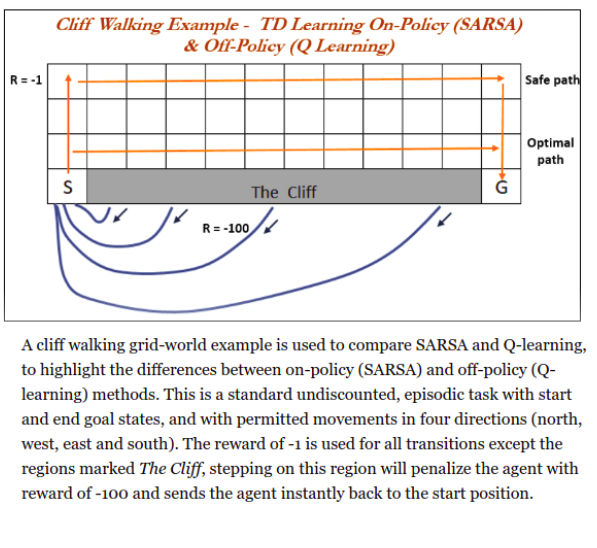 Cliff Walking Example - TD Learning On-Policy (SARSA)
& Off-Policy (Q Learning)
R = -1
Safe path
Optimal
path
S
The Cliff
G
R = -100
A cliff walking grid-world example is used to compare SARSA and Q-learning,
to highlight the differences between on-policy (SARSA) and off-policy (Q-
learning) methods. This is a standard undiscounted, episodic task with start
and end goal states, and with permitted movements in four directions (north,
west, east and south). The reward of -1 is used for all transitions except the
regions marked The Cliff, stepping on this region will penalize the agent with
reward of -100 and sends the agent instantly back to the start position.